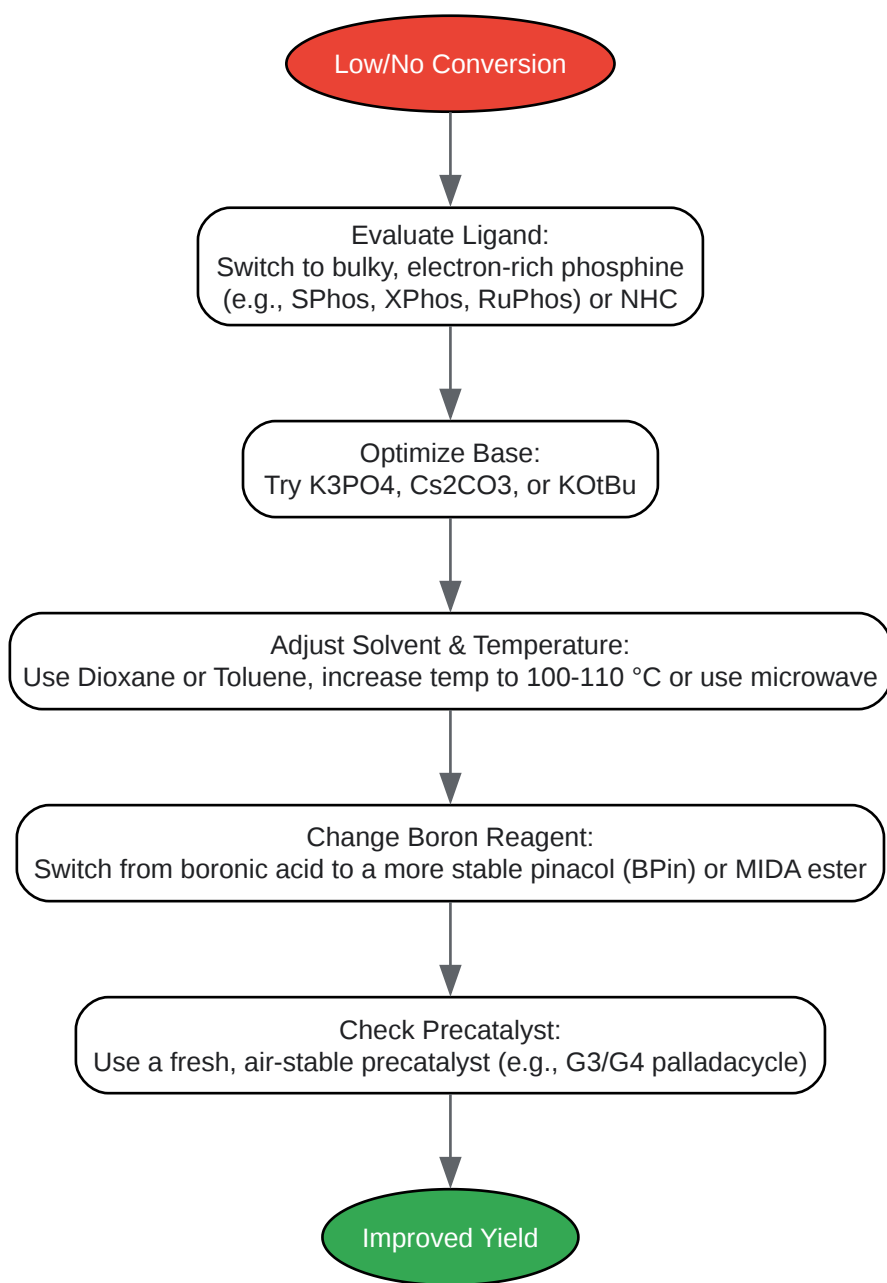 Low/No Conversion
Evaluate Ligand:
Switch to bulky, electron-rich phosphine
(e.g., SPhos, XPhos, RuPhos) or NHC
Optimize Base:
Try K3PO4, Cs2CO3, or KOtBu
Adjust Solvent & Temperature:
Use Dioxane or Toluene, increase temp to 100-110 °C or use microwave
Change Boron Reagent:
Switch from boronic acid to a more stable pinacol (BPin) or MIDA ester
Check Precatalyst:
Use a fresh, air-stable precatalyst (e.g., G3/G4 palladacycle)
Improved Yield